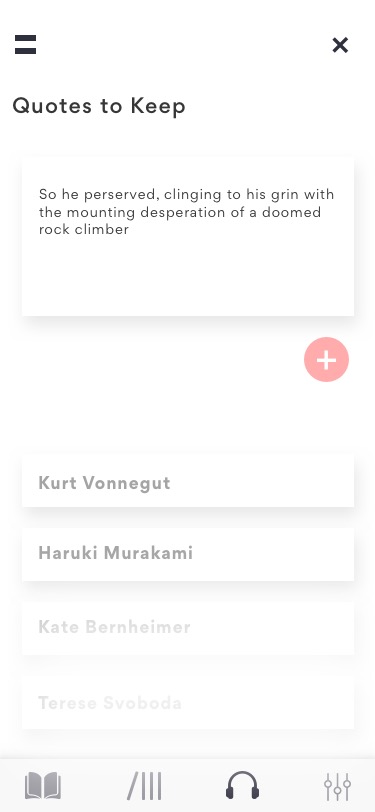 Quotes to Keep
So he perserved, clinging to his grin with
the mounting desperation of a doomed
rock climber
Kurt Vonnegut
Haruki Murakami
Kate Bernheimer
Terese Svoboda